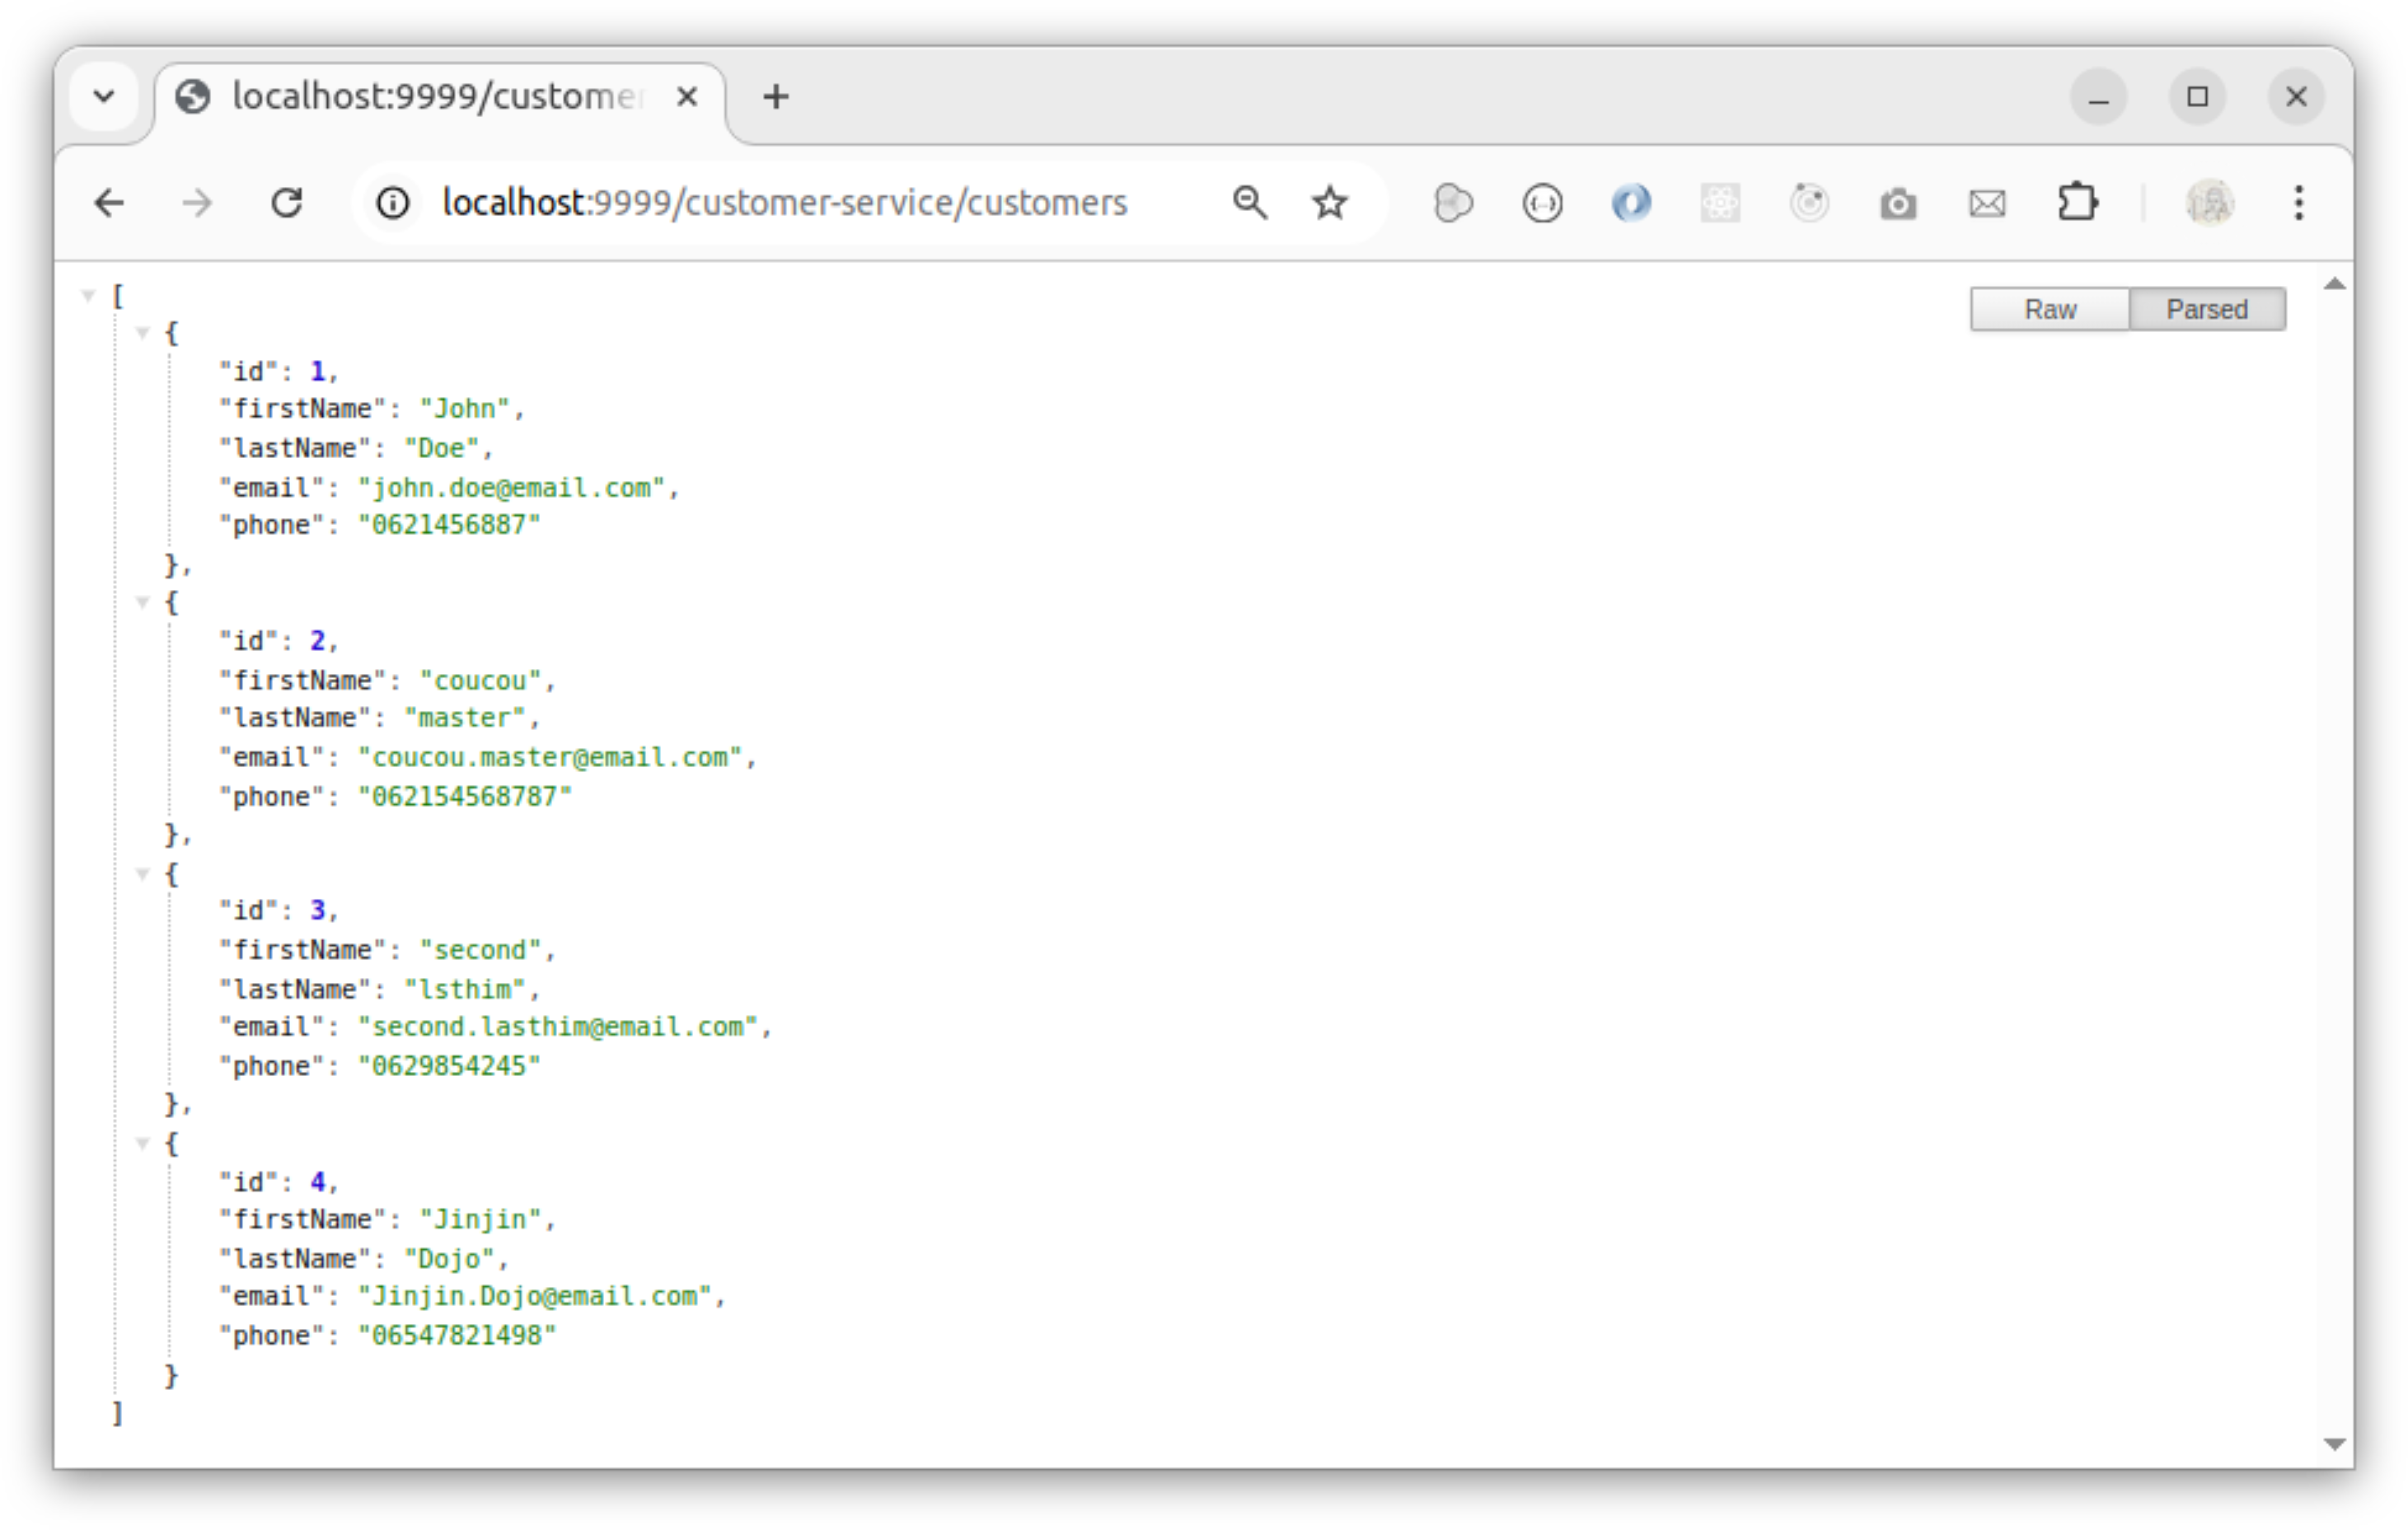 localhost:9999/custome
localhost:9999/customer-service/customers
Raw Parsed
[
{
"id": 1,
"firstName": "John",
"lastName": "Doe",
"email": "john.doe@email.com",
"phone": "0621456887"
},
{
"id": 2,
"firstName": "coucou",
"lastName": "master",
"email": "coucou.master@email.com",
"phone": "062154568787"
},
{
"id": 3,
"firstName": "second",
"lastName": "lsthim",
"email": "second.lasthim@email.com",
"phone": "0629854245"
},
{
"id": 4,
"firstName": "Jinjin",
"lastName": "Dojo",
"email": "Jinjin.Dojo@email.com",
"phone": "06547821498"
}
]